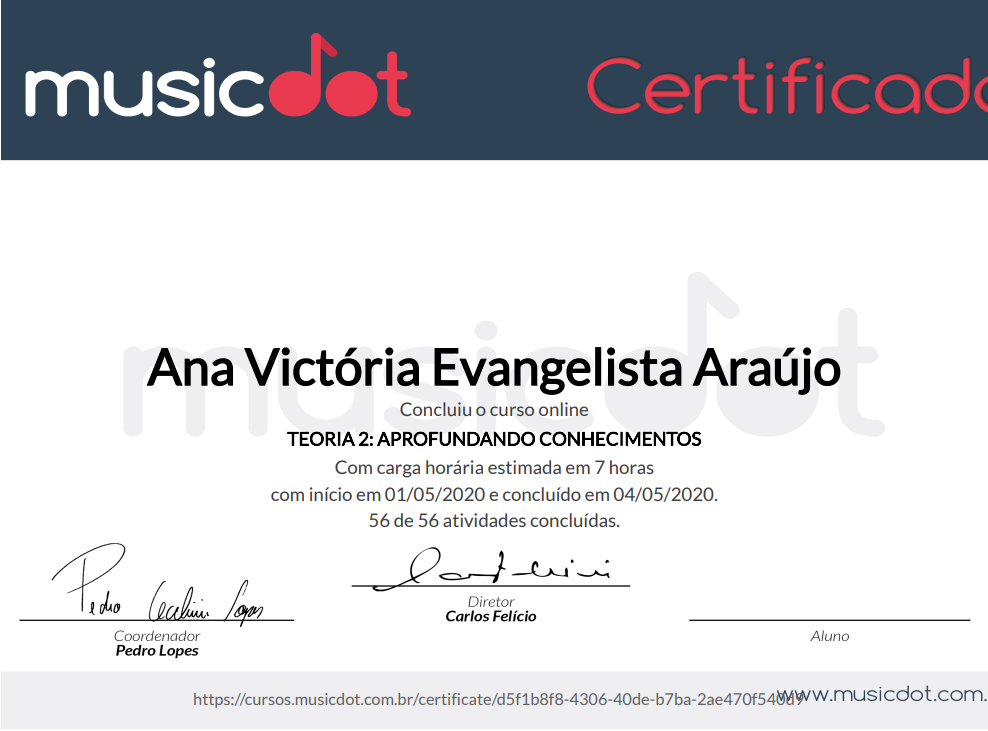 musicdot
Certificado
Ana Victória Evangelista Araújo
Concluiu o curso online
TEORIA 2: APROFUNDANDO CONHECIMENTOS
Com carga horária estimada em 7 horas
com início em 01/05/2020 e concluído em 04/05/2020.
56 de 56 atividades concluídas.
Pedro
Coordenador
Pedro Lopes
Diretor
Carlos Felício
Aluno
https://cursos.musicdot.com.br/certificate/d5f1b8f8-4306-40de-b7ba-2ae470f540d9
www.musicdot.com.